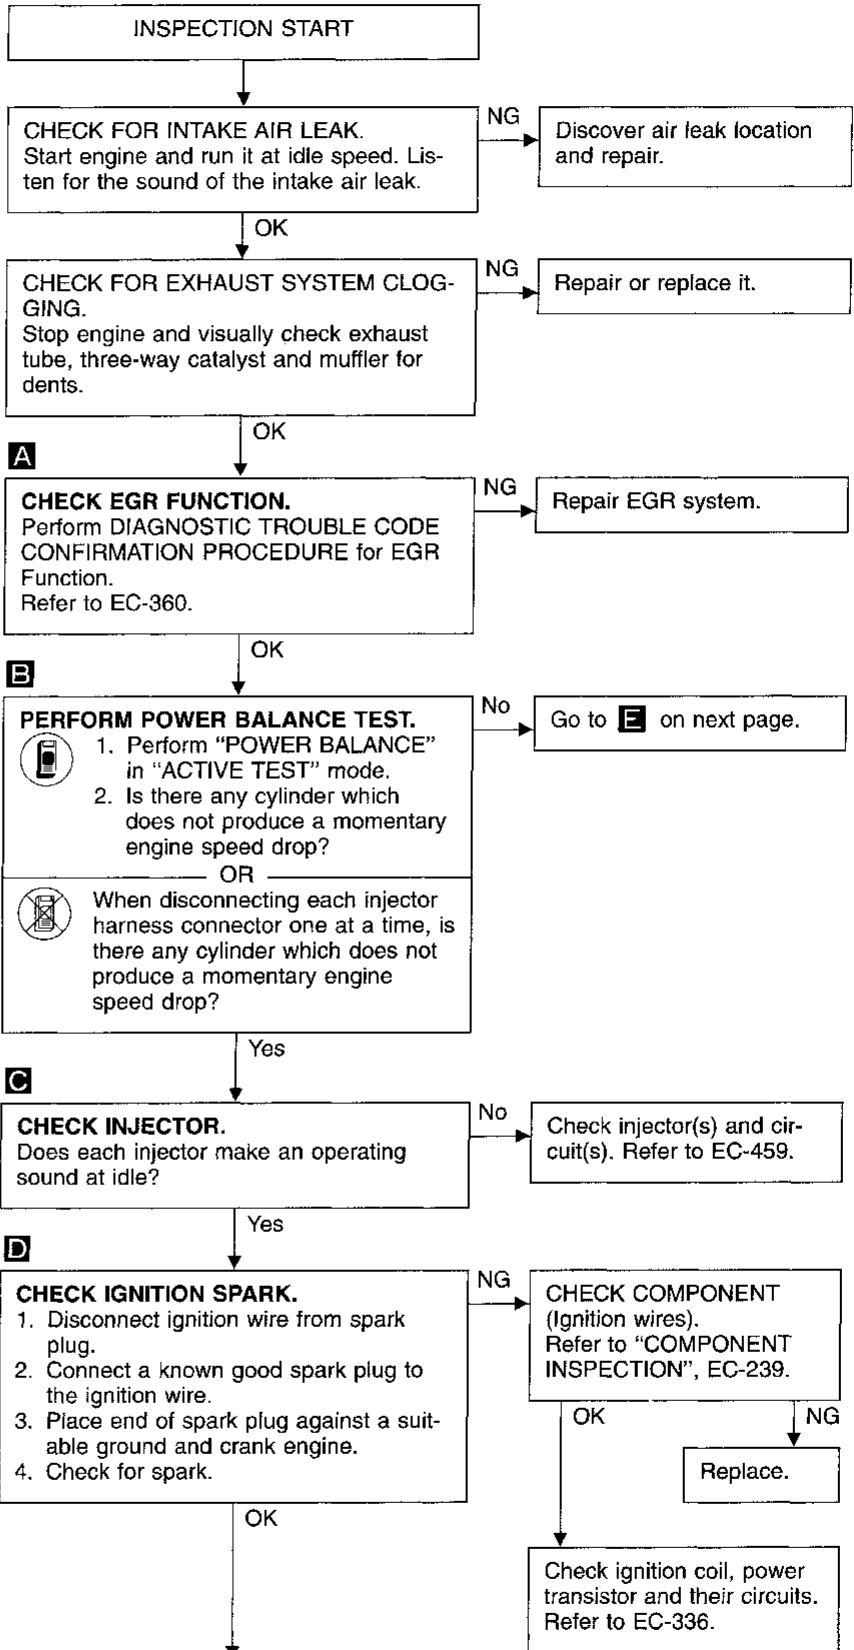 INSPECTION START
CHECK FOR INTAKE AIR LEAK.
Start engine and run it at idle speed. Lis-
ten for the sound of the intake air leak.
NG
Discover air leak location
and repair.
OK
CHECK FOR EXHAUST SYSTEM CLOG-
GING.
Stop engine and visually check exhaust
tube, three-way catalyst and muffler for
dents.
NG
Repair or replace it.
OK
A
CHECK EGR FUNCTION.
Perform DIAGNOSTIC TROUBLE CODE
CONFIRMATION PROCEDURE for EGR
Function.
Refer to EC-360.
NG
Repair EGR system.
OK
B
PERFORM POWER BALANCE TEST.
1. Perform “POWER BALANCE”
in “ACTIVE TEST” mode.
2. Is there any cylinder which
does not produce a momentary
engine speed drop?
OR
When disconnecting each injector
harness connector one at a time, is
there any cylinder which does not
produce a momentary engine
speed drop?
No
Go to E on next page.
Yes
C
CHECK INJECTOR.
Does each injector make an operating
sound at idle?
No
Check injector(s) and cir-
cuit(s). Refer to EC-459.
Yes
D
CHECK IGNITION SPARK.
1. Disconnect ignition wire from spark
plug.
2. Connect a known good spark plug to
the ignition wire.
3. Place end of spark plug against a suit-
able ground and crank engine.
4. Check for spark.
NG
CHECK COMPONENT
(Ignition wires).
Refer to “COMPONENT
INSPECTION”, EC-239.
OK
NG
Replace.
OK
Check ignition coil, power
transistor and their circuits.
Refer to EC-336.